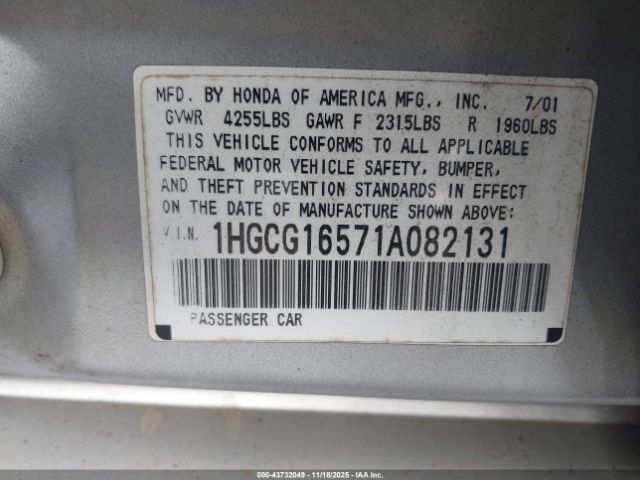 MFD. BY HONDA OF AMERICA MFG., INC. 7/01
GVWR 4255LBS GAWR F 2315LBS R 1960LBS
THIS VEHICLE CONFORMS TO ALL APPLICABLE
FEDERAL MOTOR VEHICLE SAFETY, BUMPER,
AND THEFT PREVENTION STANDARDS IN EFFECT
ON THE DATE OF MANUFACTURE SHOWN ABOVE:
V.I.N. 1HGCG16571A082131
PASSENGER CAR
000-43732049 - 11/18/2025 - IAA Inc. (NYSE: IAA)